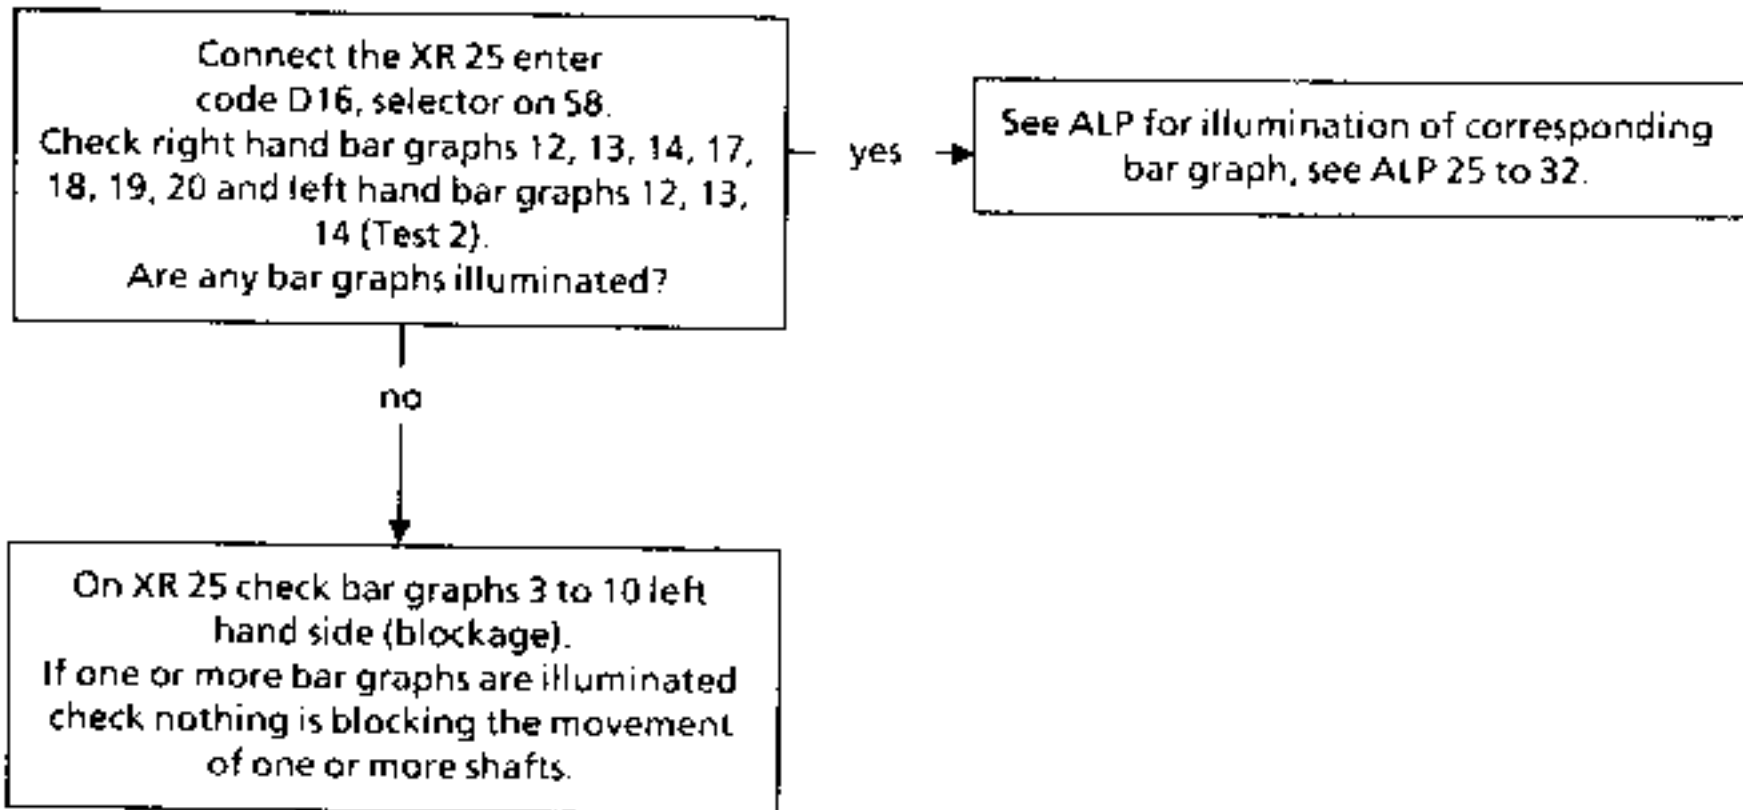 Connect the XR 25 enter
code D16, selector on S8.
Check right hand bar graphs 12, 13, 14, 17,
18, 19, 20 and left hand bar graphs 12, 13,
14 (Test 2).
Are any bar graphs illuminated?
yes
See ALP for illumination of corresponding
bar graph, see ALP 25 to 32.
no
On XR 25 check bar graphs 3 to 10 left
hand side (blockage).
If one or more bar graphs are illuminated
check nothing is blocking the movement
of one or more shafts.